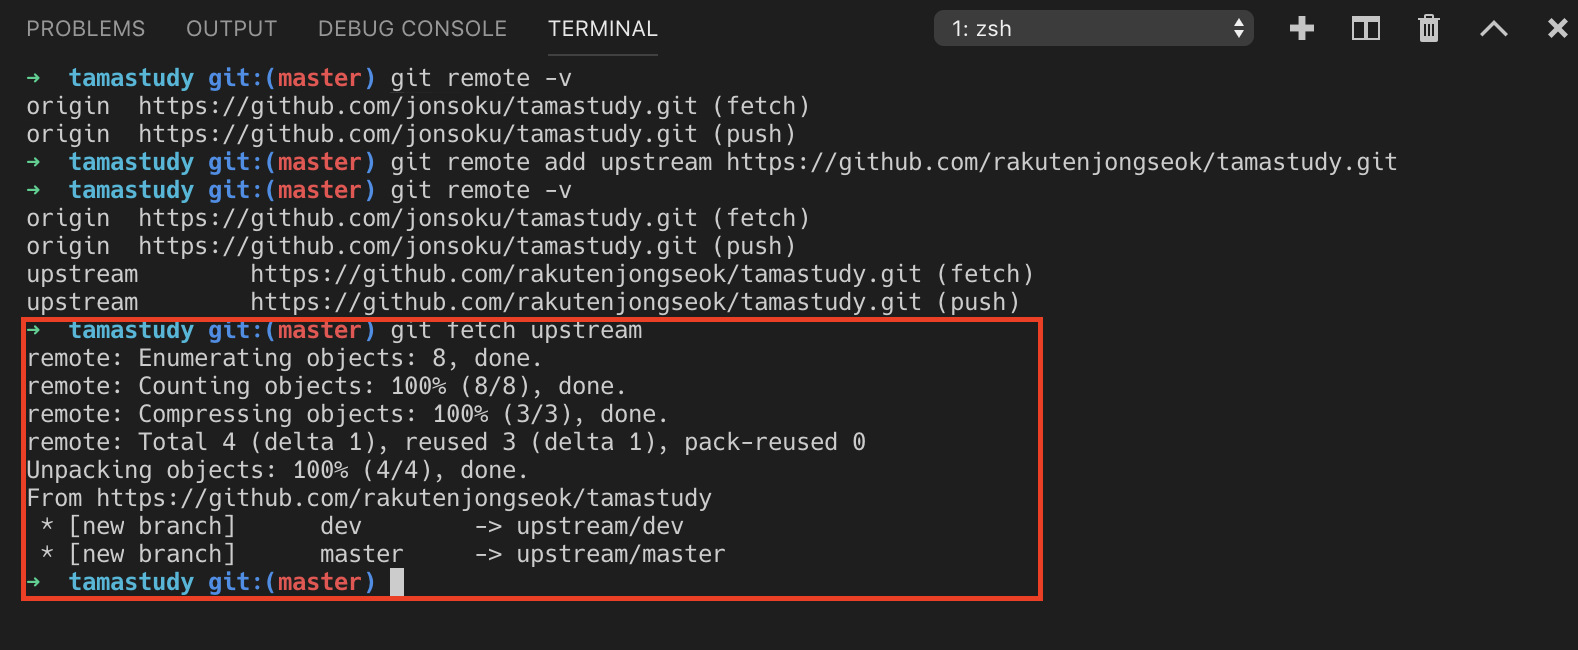 PROBLEMS OUTPUT DEBUG CONSOLE TERMINAL 1: zsh
➜  tamastudy git:(master) git remote -v
origin  https://github.com/jonsoku/tamastudy.git (fetch)
origin  https://github.com/jonsoku/tamastudy.git (push)
➜  tamastudy git:(master) git remote add upstream https://github.com/rakutenjongseok/tamastudy.git
➜  tamastudy git:(master) git remote -v
origin  https://github.com/jonsoku/tamastudy.git (fetch)
origin  https://github.com/jonsoku/tamastudy.git (push)
upstream        https://github.com/rakutenjongseok/tamastudy.git (fetch)
upstream        https://github.com/rakutenjongseok/tamastudy.git (push)
➜  tamastudy git:(master) git fetch upstream
remote: Enumerating objects: 8, done.
remote: Counting objects: 100% (8/8), done.
remote: Compressing objects: 100% (3/3), done.
remote: Total 4 (delta 1), reused 3 (delta 1), pack-reused 0
Unpacking objects: 100% (4/4), done.
From https://github.com/rakutenjongseok/tamastudy
 * [new branch]      dev        -> upstream/dev
 * [new branch]      master     -> upstream/master
➜  tamastudy git:(master)